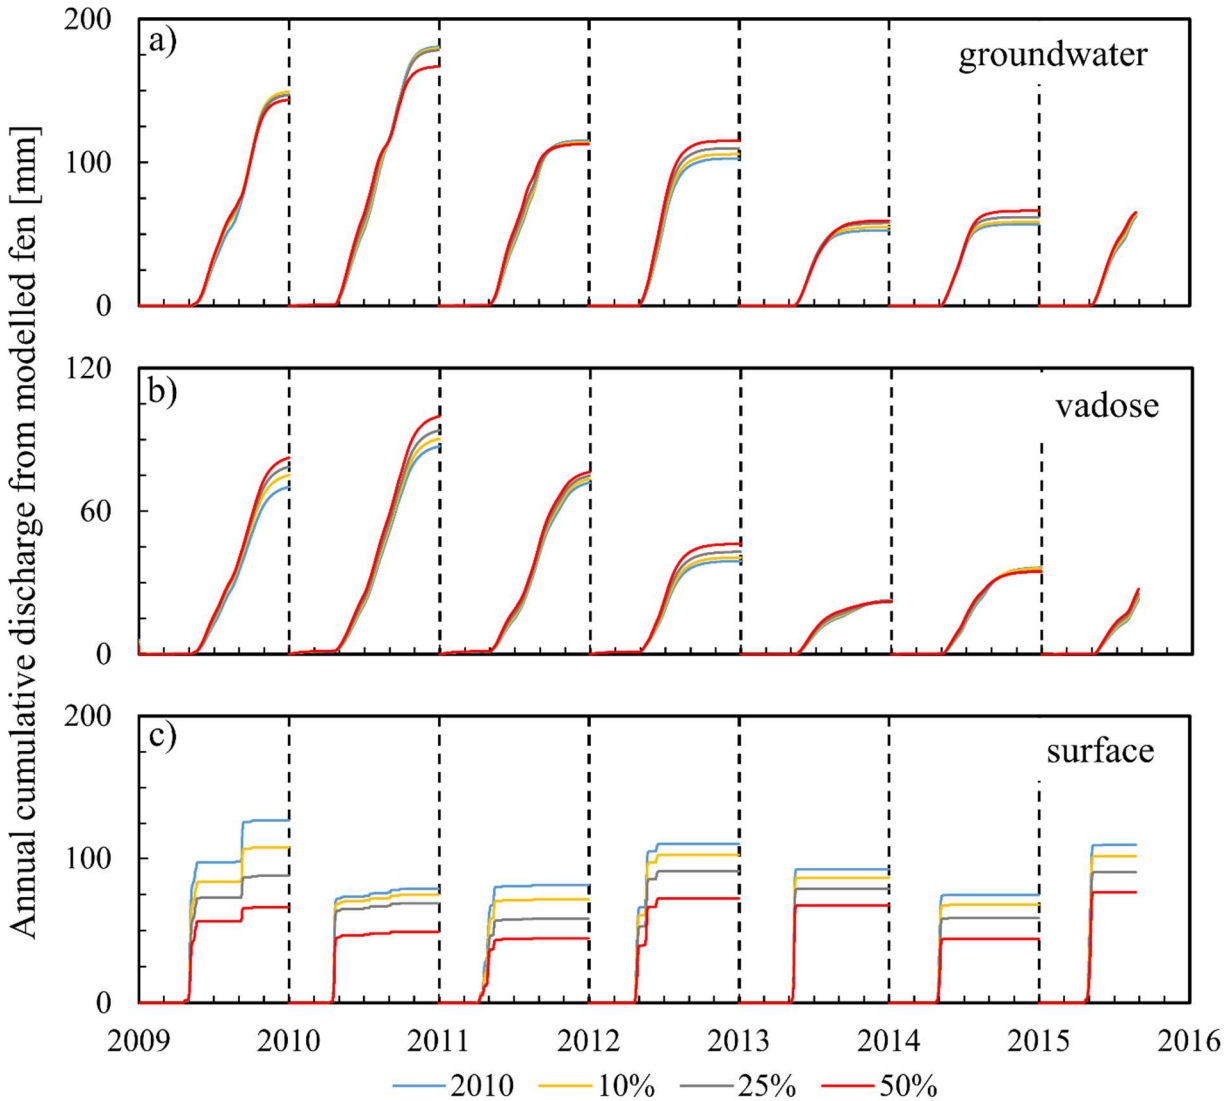 Annual cumulative discharge from modelled fen [mm]
200
a)
groundwater
100
0
120
b)
vadose
60
0
200
c)
surface
100
0
2009 2010 2011 2012 2013 2014 2015 2016
2010 10% 25% 50%